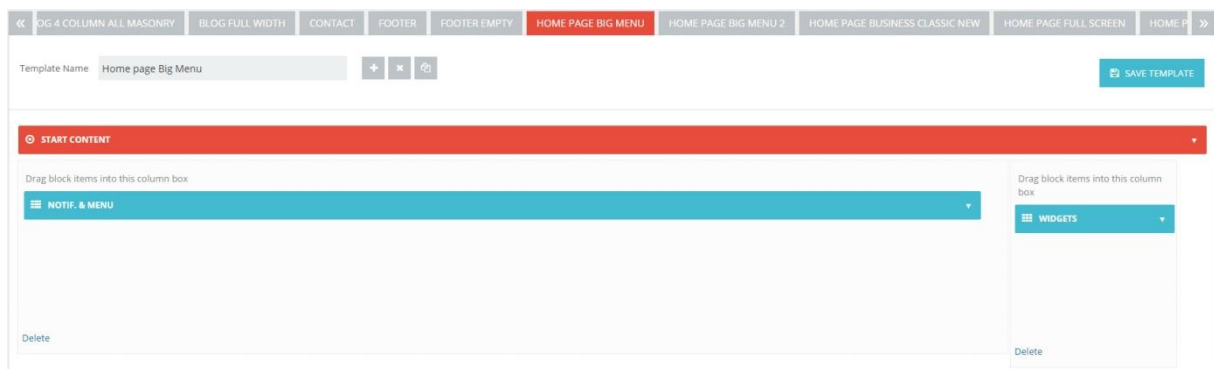 « OG 4 COLUMN ALL MASONRY BLOG FULL WIDTH CONTACT FOOTER FOOTER EMPTY HOME PAGE BIG MENU HOME PAGE BIG MENU 2 HOME PAGE BUSINESS CLASSIC NEW HOME PAGE FULL SCREEN HOME P »
Template Name Home page Big Menu SAVE TEMPLATE
START CONTENT
Drag block items into this column box
NOTIF. & MENU
Delete
Drag block items into this column
box
WIDGETS
Delete